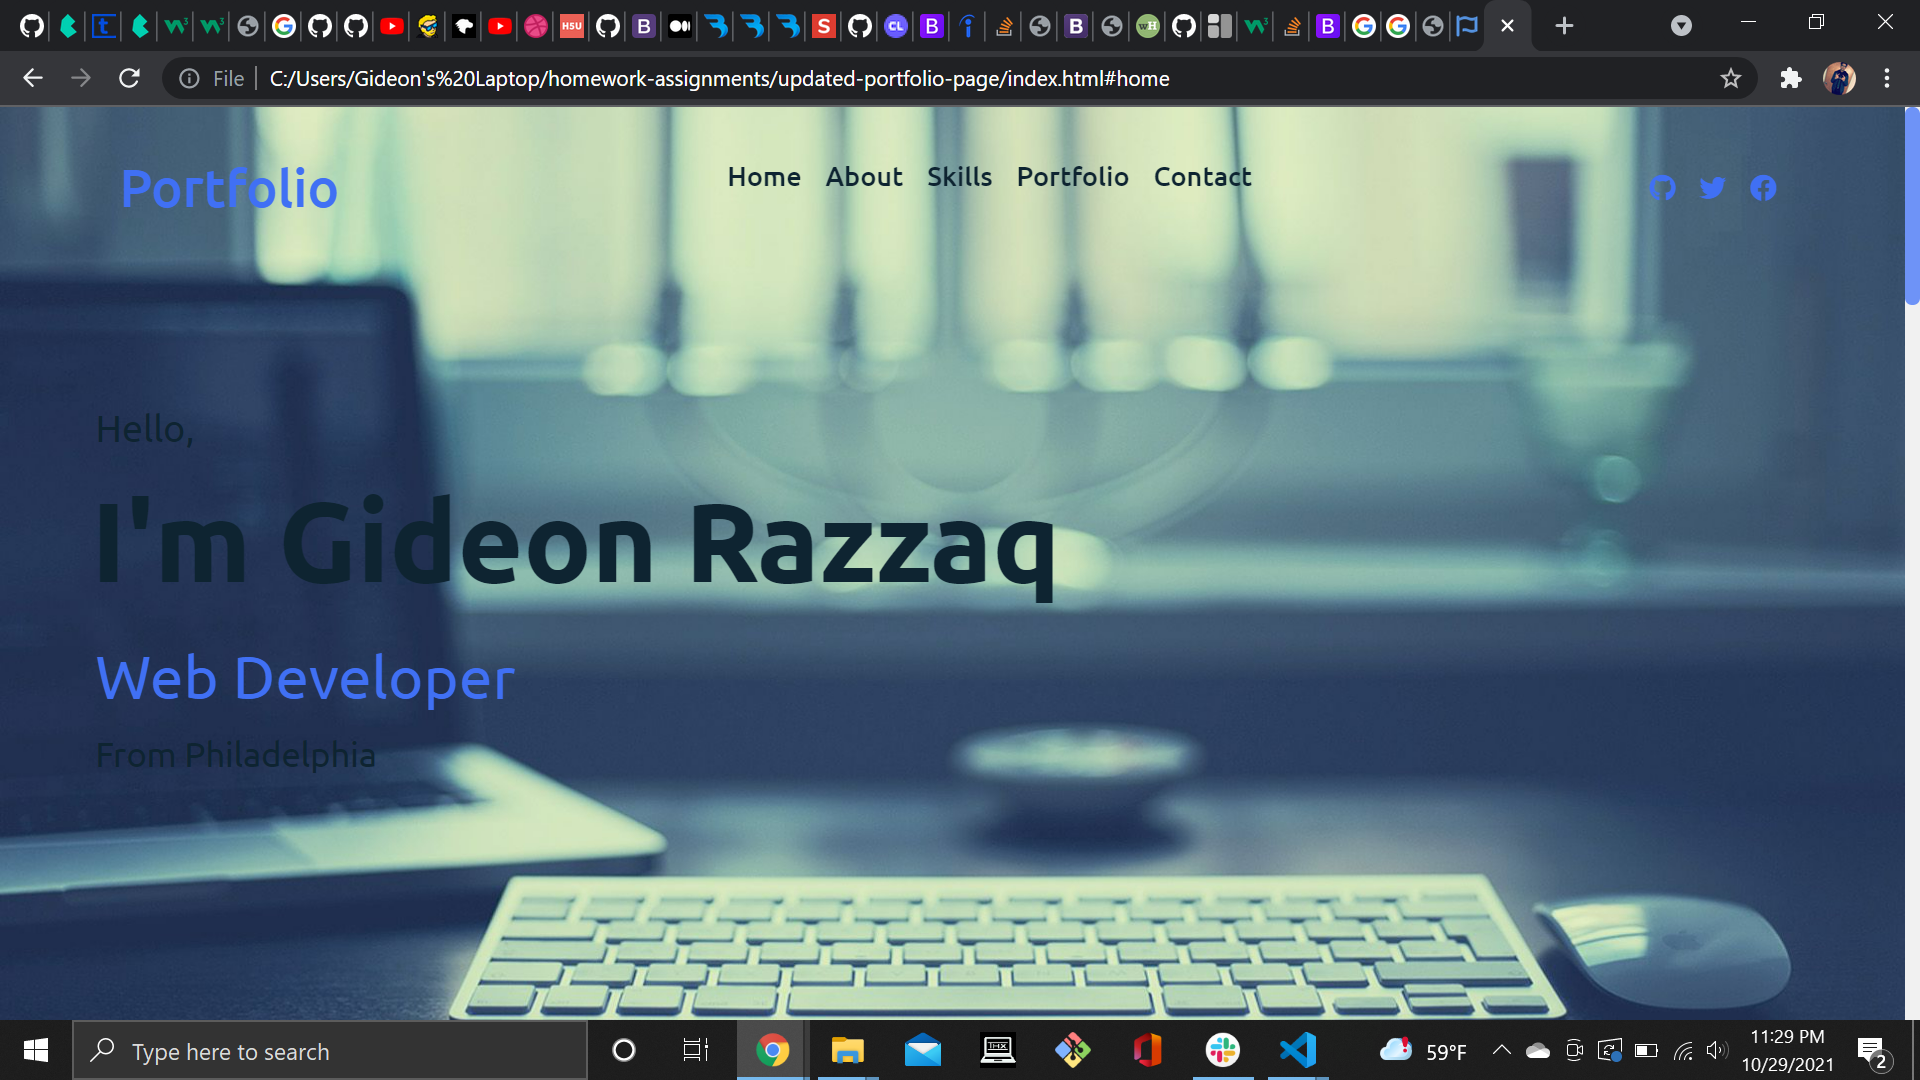 File
C:/Users/Gideon's%20Laptop/homework-assignments/updated-portfolio-page/index.html#home
Portfolio
Home About Skills Portfolio Contact
Hello,
I'm Gideon Razzaq
Web Developer
From Philadelphia
Type here to search
59°F
11:29 PM
10/29/2021
2